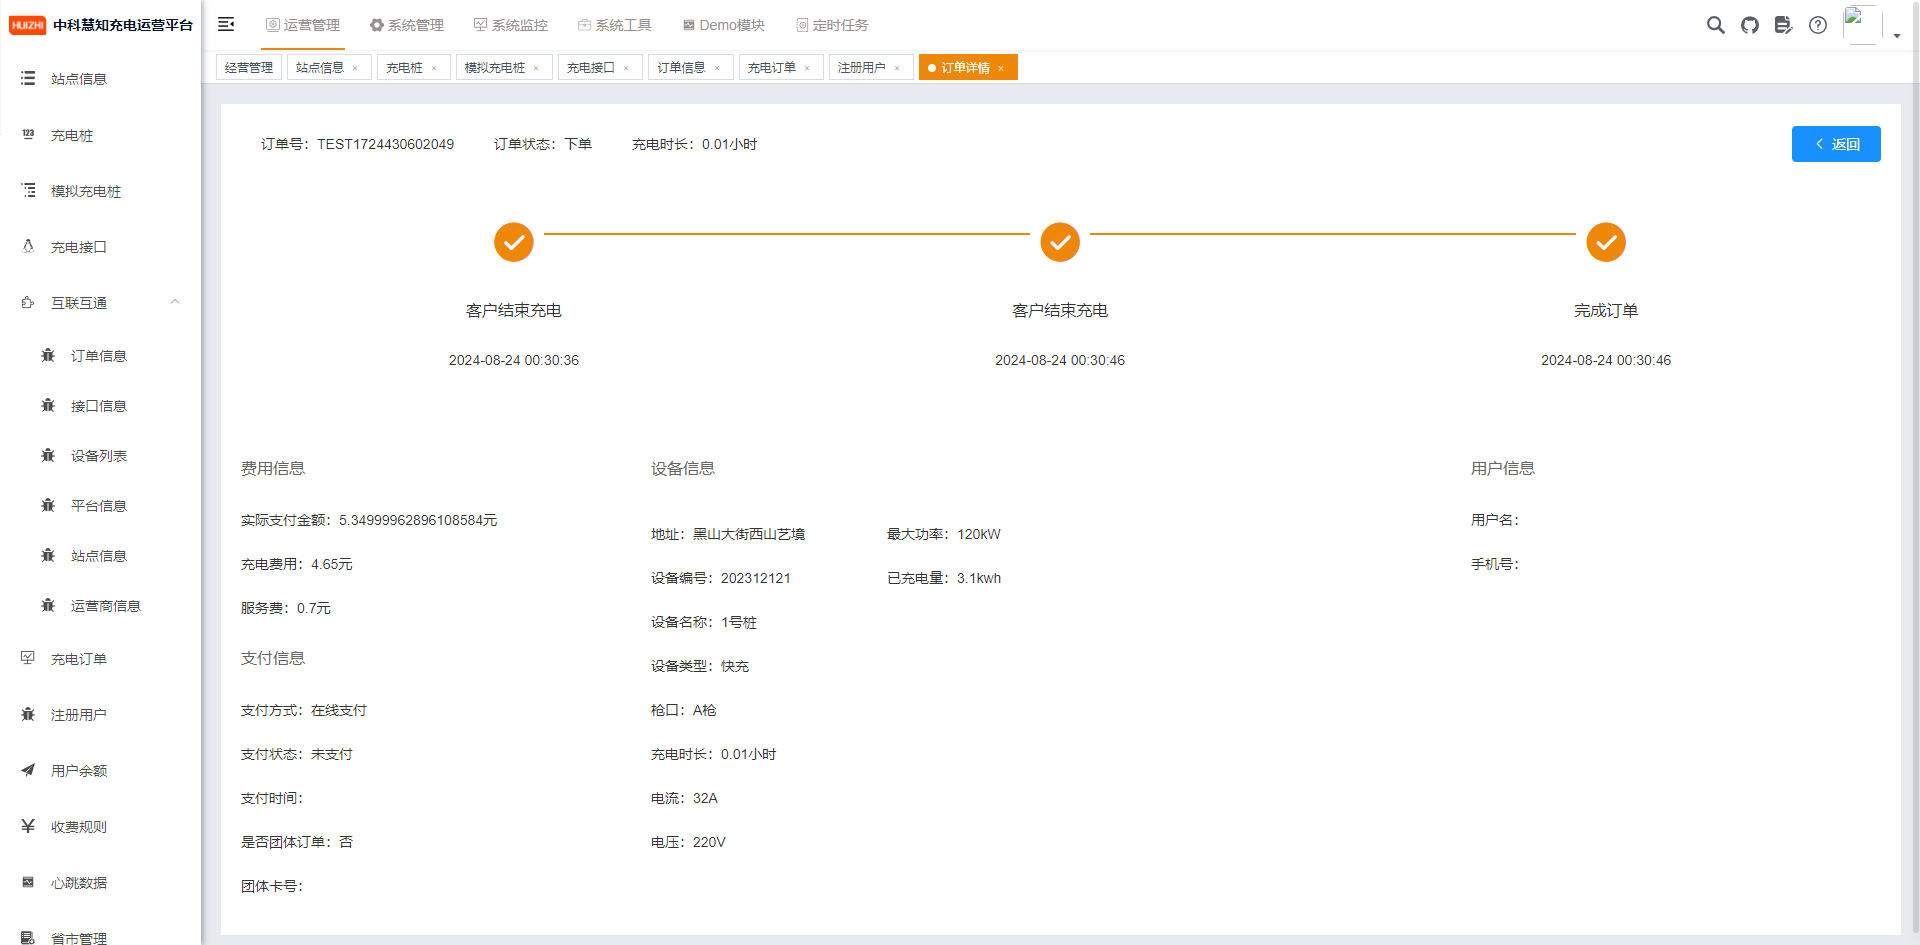 HUIZHI 中科慧知充电运营平台
运营管理 系统管理 系统监控 系统工具 Demo模块 定时任务
经营管理 站点信息 × 充电桩 × 模拟充电桩 × 充电接口 × 订单信息 × 充电订单 × 注册用户 × 订单详情 ×
站点信息
充电桩
模拟充电桩
充电接口
互联互通
订单信息
接口信息
设备列表
平台信息
站点信息
运营商信息
充电订单
注册用户
用户余额
收费规则
心跳数据
省市管理
订单号：TEST1724430602049 订单状态：下单 充电时长：0.01小时
返回
客户结束充电 客户结束充电 完成订单
2024-08-24 00:30:36 2024-08-24 00:30:46 2024-08-24 00:30:46
费用信息
实际支付金额：5.34999962896108584元
充电费用：4.65元
服务费：0.7元
支付信息
支付方式：在线支付
支付状态：未支付
支付时间：
是否团体订单：否
团体卡号：
设备信息
地址：黑山大街西山艺境 最大功率：120kW
设备编号：202312121 已充电量：3.1kwh
设备名称：1号桩
设备类型：快充
枪口：A枪
充电时长：0.01小时
电流：32A
电压：220V
用户信息
用户名：
手机号：